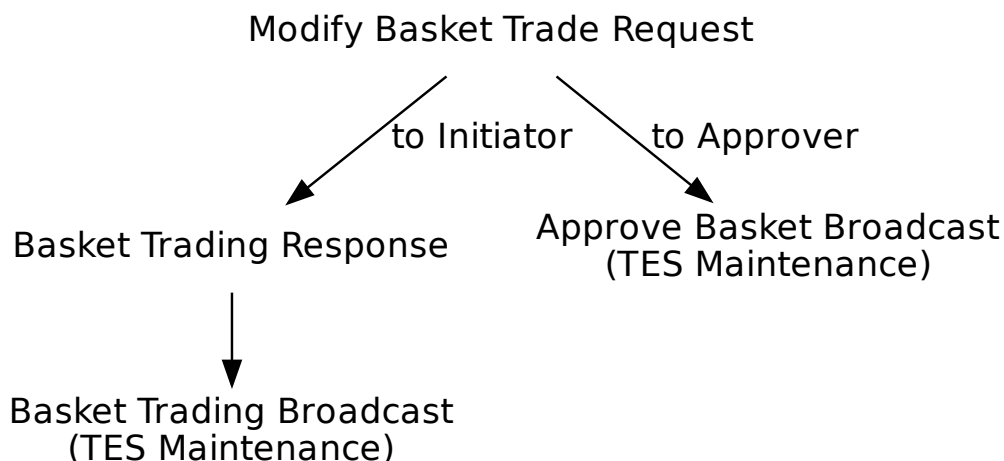 Modify Basket Trade Request
to Initiator
to Approver
Basket Trading Response
Approve Basket Broadcast
(TES Maintenance)
Basket Trading Broadcast
(TES Maintenance)